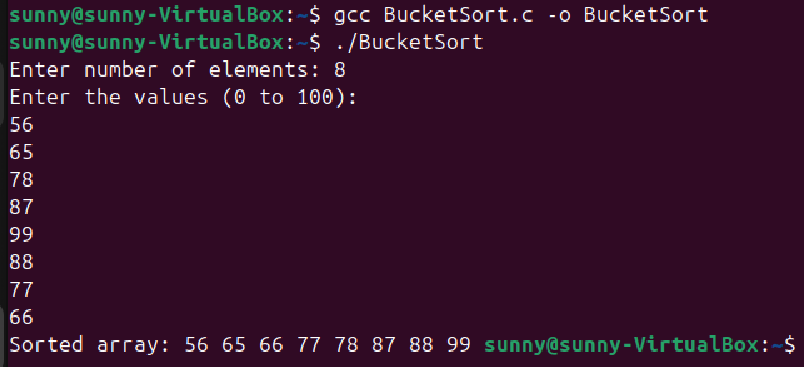 sunny@sunny-VirtualBox:~$ gcc BucketSort.c -o BucketSort
sunny@sunny-VirtualBox:~$ ./BucketSort
Enter number of elements: 8
Enter the values (0 to 100):
56
65
78
87
99
88
77
66
Sorted array: 56 65 66 77 78 87 88 99 sunny@sunny-VirtualBox:~$